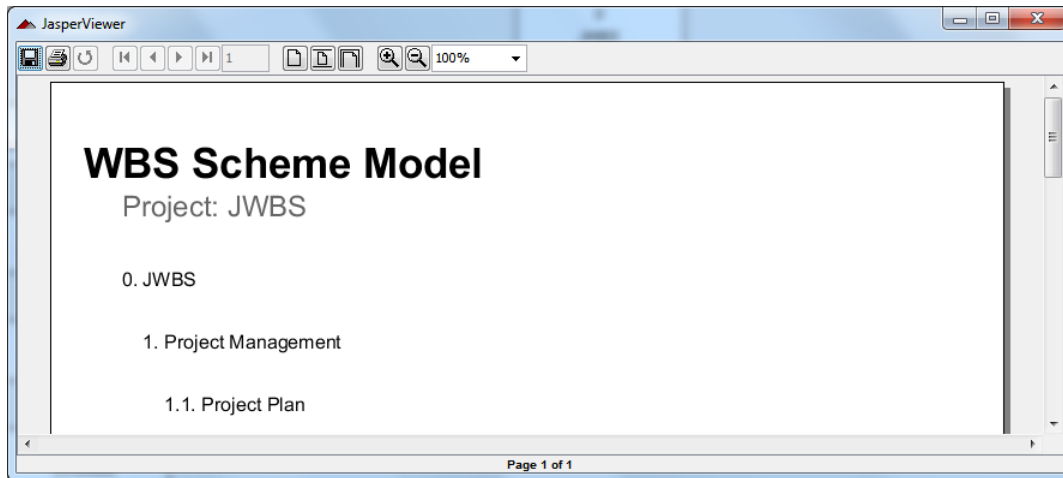 JasperViewer
1
100%
WBS Scheme Model
Project: JWBS
0. JWBS
1. Project Management
1.1. Project Plan
Page 1 of 1